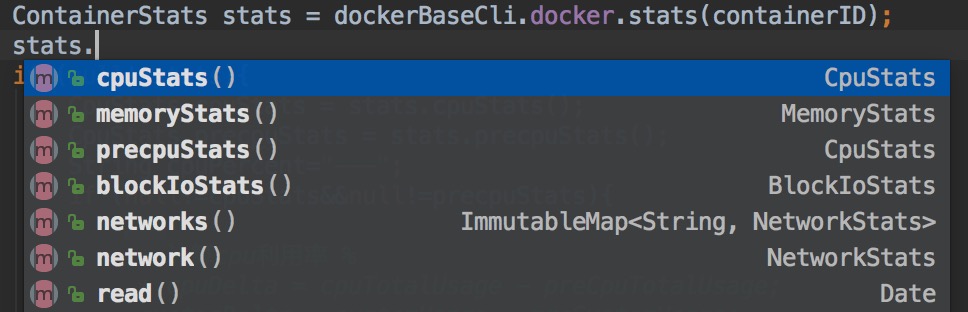 ContainerStats stats = dockerBaseCli.docker.stats(containerID);
stats.
cpuStats() CpuStats
memoryStats() MemoryStats
precpuStats() CpuStats
blockIoStats() BlockIoStats
networks() ImmutableMap<String, NetworkStats>
network() NetworkStats
read() Date